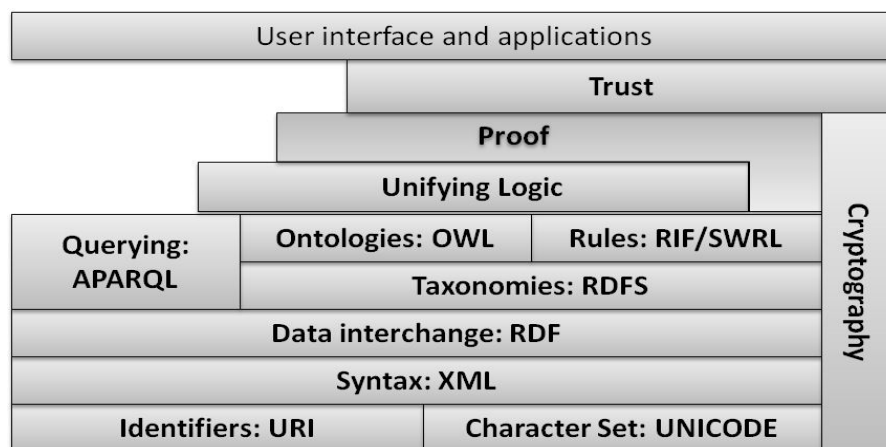 User interface and applications
Trust
Proof
Unifying Logic
Querying:
APARQL
Ontologies: OWL
Rules: RIF/SWRL
Taxonomies: RDFS
Data interchange: RDF
Syntax: XML
Identifiers: URI
Character Set: UNICODE
Cryptography